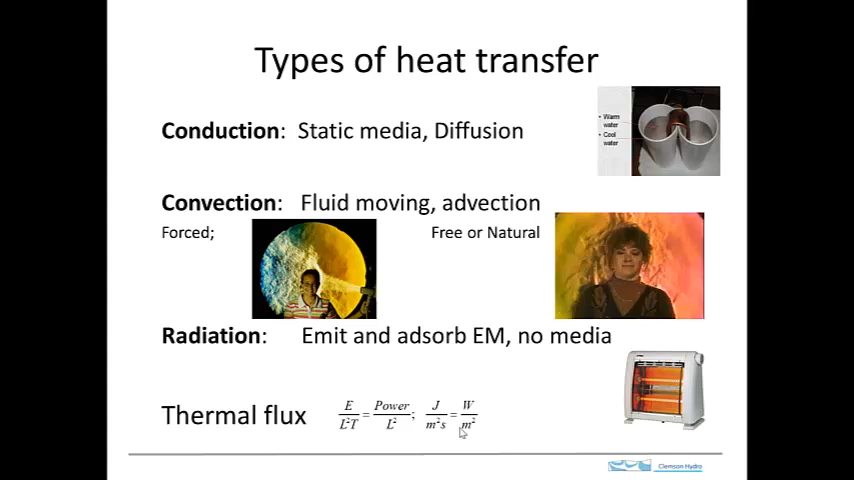 Types of heat transfer
• Warm
water
• Cool
water
Conduction: Static media, Diffusion
Convection: Fluid moving, advection
Forced; Free or Natural
Radiation: Emit and adsorb EM, no media
Thermal flux E/L²T = Power/L²; J/m²s = W/m²
Clemson Hydro